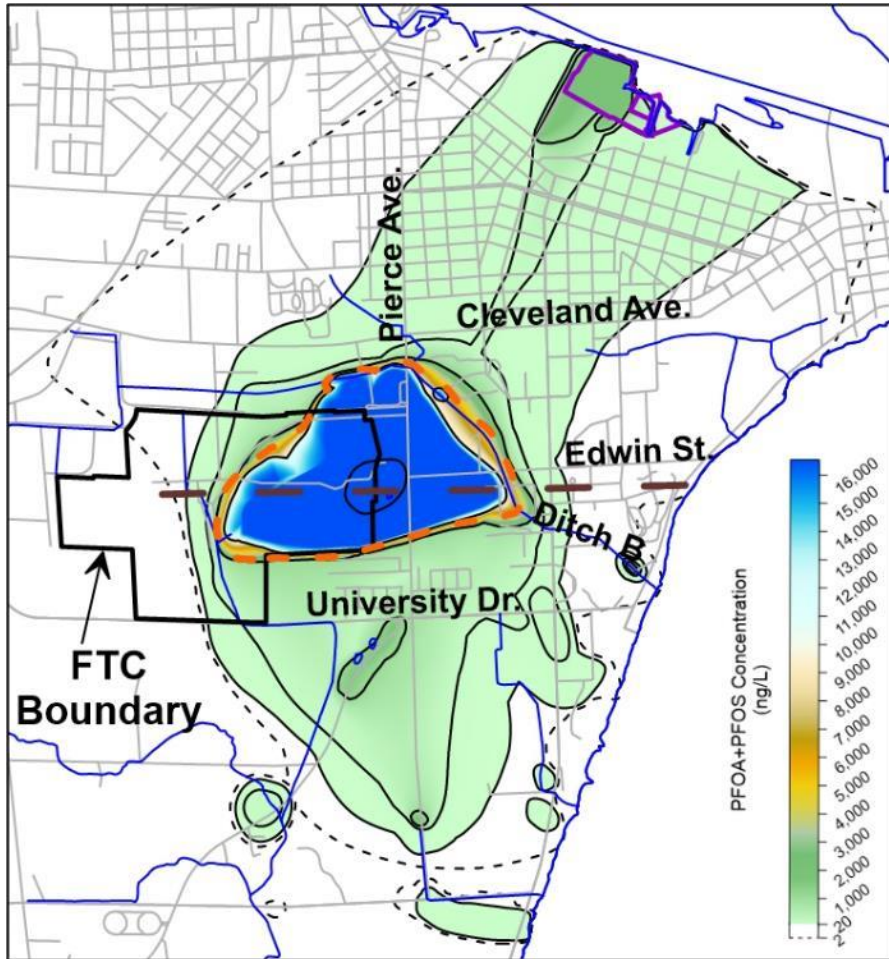 Pierce Ave.
Cleveland Ave.
Edwin St.
Ditch B
University Dr.
FTC
Boundary
PFOA+PFOS Concentration
(ng/L)
16,000
15,000
14,000
13,000
12,000
11,000
10,000
9,000
8,000
7,000
6,000
5,000
4,000
3,000
2,000
1,000
20
2